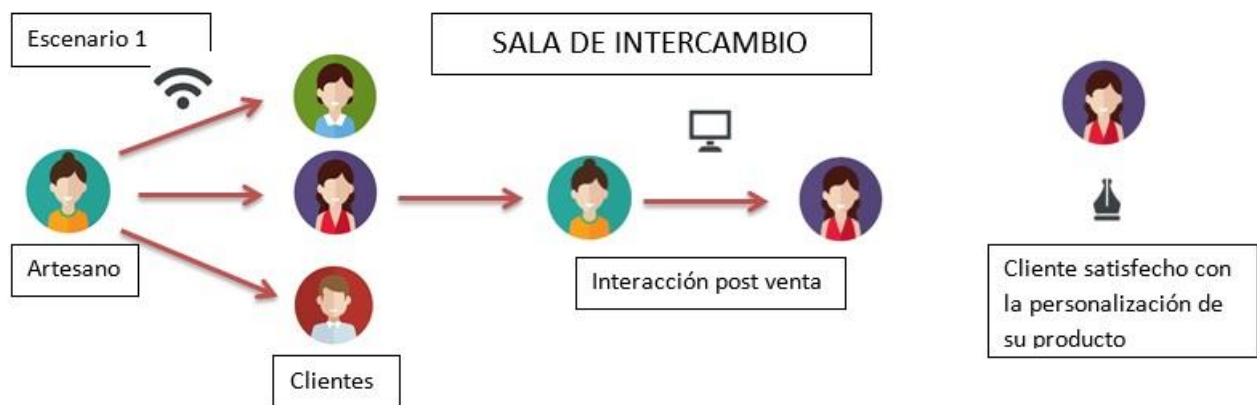 Escenario 1
SALA DE INTERCAMBIO
Artesano
Clientes
Interacción post venta
Cliente satisfecho con
la personalización de
su producto